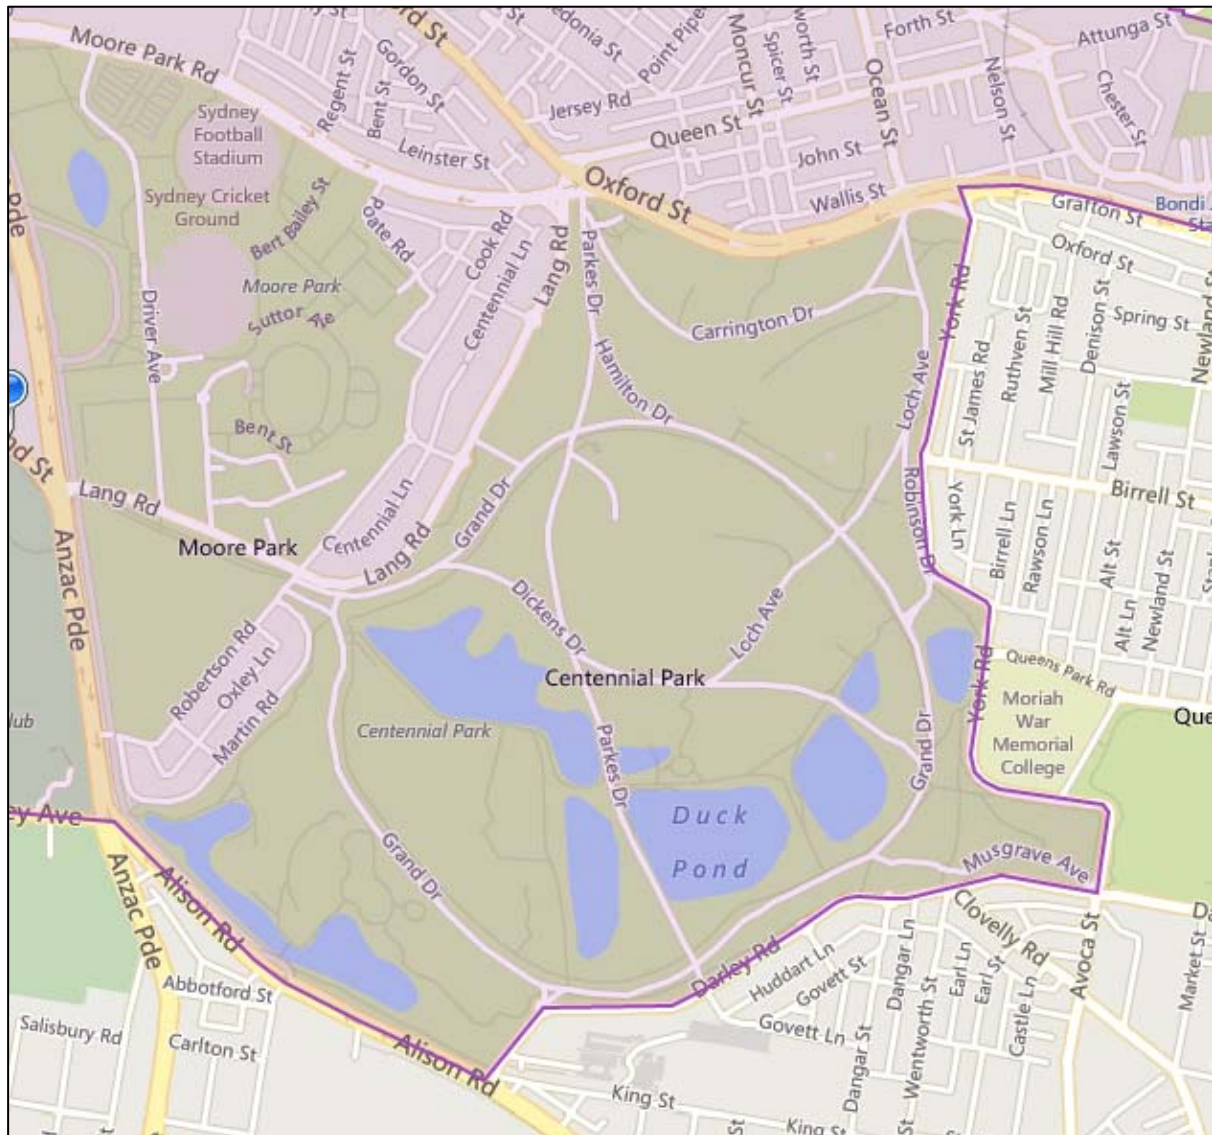 Moore Park Rd
Regent St
Bent St
Gordon St
Leinster St
Jersey Rd
Point Piper
Moncur St
Spicer St
Queen St
John St
Wallis St
Ocean St
Forth St
Nelson St
Attunga St
Chester St
Oxford St
Sydney
Football
Stadium
Sydney Cricket
Ground
Bert Bailey St
Poate Rd
Cook Rd
Centennial Ln
Lang Rd
Parkes Dr
Moore Park
Suttor Ave
Driver Ave
Carrington Dr
Hamilton Dr
Loch Ave
York Rd
Grafton St
Bondi
Oxford St
Spring St
Newland St
St James Rd
Ruthven St
Mill Hill Rd
Denison St
Lawson St
Bent St
Lang Rd
Centennial Ln
Lang Rd
Grand Dr
Robinson Dr
York Ln
Birrell St
Birrell Ln
Rawson Ln
Alt St
Alt Ln
Newland St
Anzac Pde
Moore Park
Dickens Dr
Loch Ave
Robertson Rd
Oxley Ln
Martin Rd
Centennial Park
Centennial Park
Parkes Dr
Grand Dr
York Rd
Queens Park Rd
Moriah
War
Memorial
College
Que
Duck
Pond
Musgrave Ave
ey Ave
Anzac Pde
Alison Rd
Grand Dr
Darley Rd
Clovelly Rd
Avoca St
Da
Market St
Huddart Ln
Govett St
Govett Ln
Dangar Ln
Wentworth St
Earl Ln
Earl St
Castle Ln
Dangar St
Abbotford St
Salisbury Rd
Carlton St
Alison Rd
King St
King St